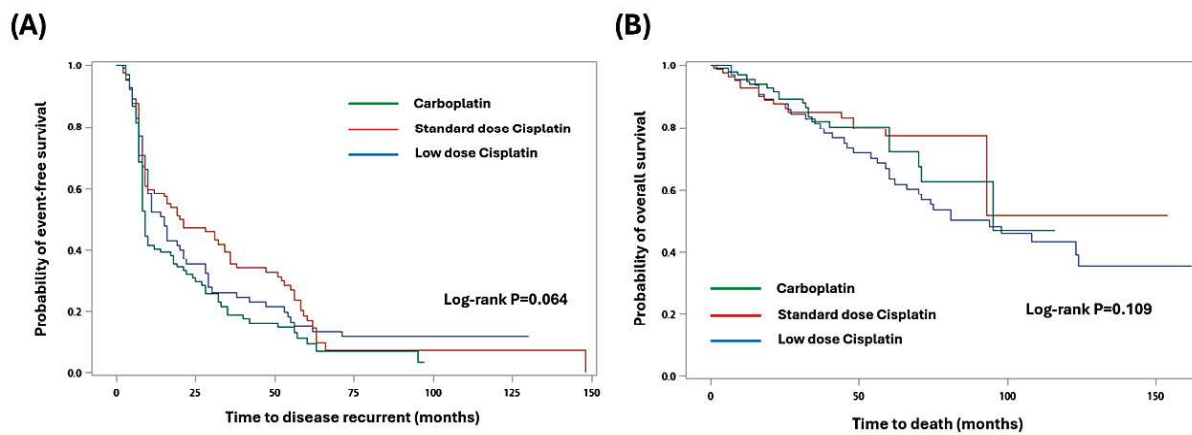 (A)
Probability of event-free survival
1.0
0.8
0.6
0.4
0.2
0.0
Carboplatin
Standard dose Cisplatin
Low dose Cisplatin
Log-rank P=0.064
0 25 50 75 100 125 150
Time to disease recurrent (months)
(B)
Probability of overall survival
1.0
0.8
0.6
0.4
0.2
0.0
Carboplatin
Standard dose Cisplatin
Low dose Cisplatin
Log-rank P=0.109
0 50 100 150
Time to death (months)